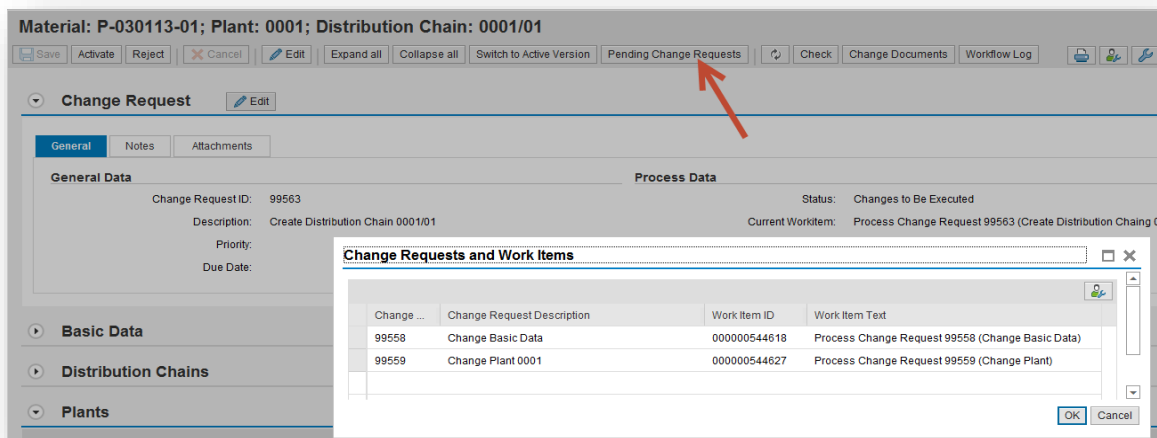 Material: P-030113-01; Plant: 0001; Distribution Chain: 0001/01
Save Activate Reject Cancel Edit Expand all Collapse all Switch to Active Version Pending Change Requests Check Change Documents Workflow Log
Change Request Edit
General Notes Attachments
General Data Process Data
Change Request ID: 99563 Status: Changes to Be Executed
Description: Create Distribution Chain 0001/01 Current Workitem: Process Change Request 99563 (Create Distribution Chaing
Priority:
Due Date:
Change Requests and Work Items
Change ... Change Request Description Work Item ID Work Item Text
99558 Change Basic Data 000000544618 Process Change Request 99558 (Change Basic Data)
99559 Change Plant 0001 000000544627 Process Change Request 99559 (Change Plant)
OK Cancel
Basic Data
Distribution Chains
Plants